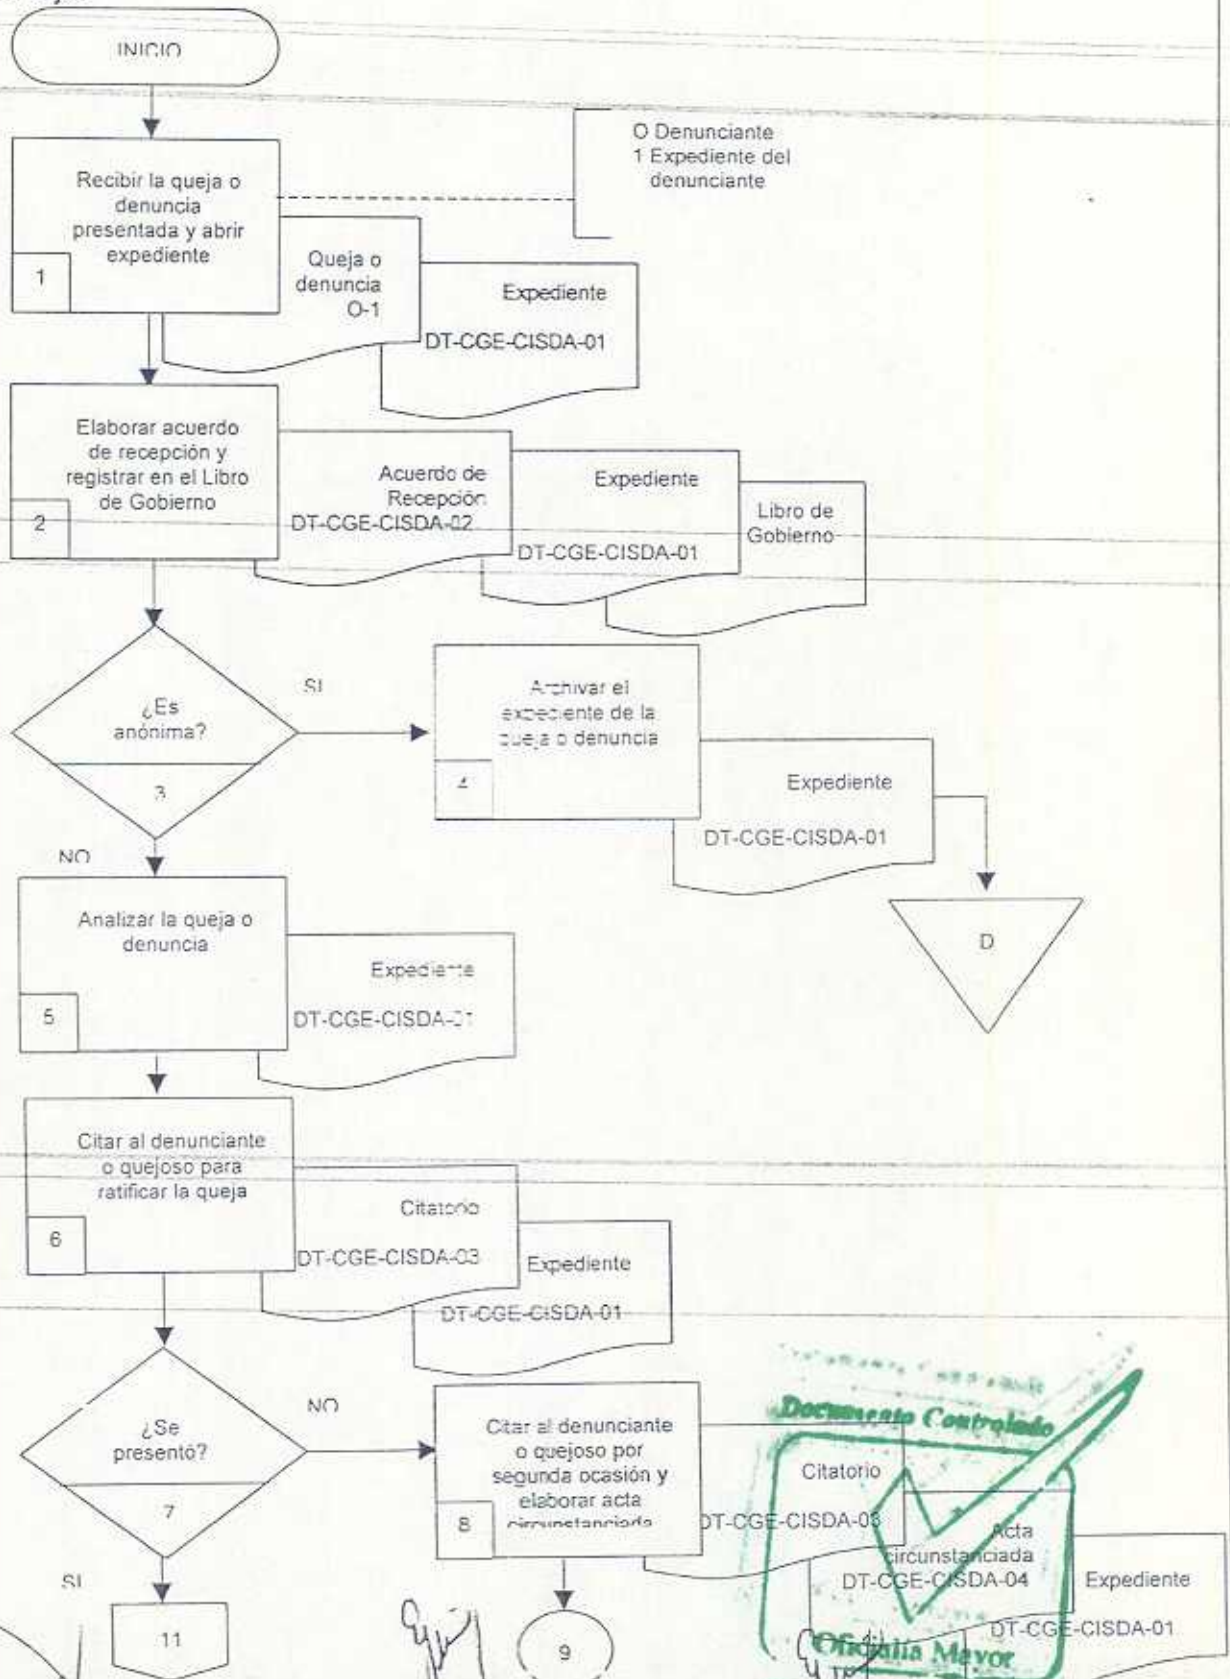 INICIO
O Denunciante
1 Expediente del
denunciante
Recibir la queja o
denuncia
presentada y abrir
expediente
1
Queja o
denuncia
O-1
Expediente
DT-CGE-CISDA-01
Elaborar acuerdo
de recepción y
registrar en el Libro
de Gobierno
2
Acuerdo de
Recepción
DT-CGE-CISDA-02
Expediente
DT-CGE-CISDA-01
Libro de
Gobierno
¿Es
anónima?
3
SI
Archivar el
expediente de la
queja o denuncia
4
Expediente
DT-CGE-CISDA-01
D
NO
Analizar la queja o
denuncia
5
Expediente
DT-CGE-CISDA-01
Citar al denunciante
o quejoso para
ratificar la queja
6
Citatorio
DT-CGE-CISDA-03
Expediente
DT-CGE-CISDA-01
¿Se
presentó?
7
NO
Citar al denunciante
o quejoso por
segunda ocasión y
elaborar acta
circunstanciada
8
Documento Controlado
Citatorio
DT-CGE-CISDA-03
Acta
circunstanciada
DT-CGE-CISDA-04
Expediente
DT-CGE-CISDA-01
SI
11
9
Oficialía Mayor